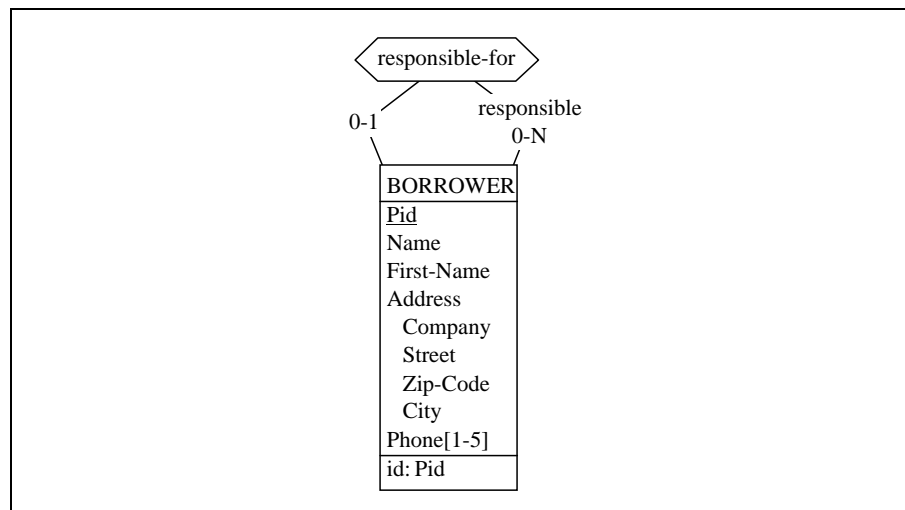 responsible-for
responsible
0-1
0-N
BORROWER
Pid
Name
First-Name
Address
Company
Street
Zip-Code
City
Phone[1-5]
id: Pid